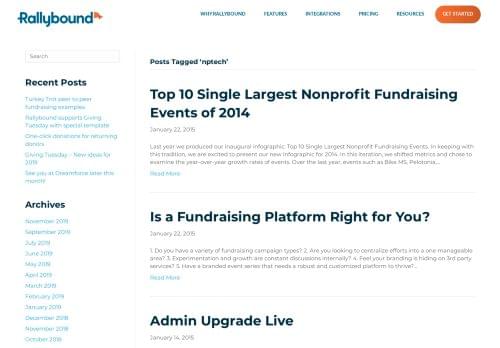 Rallybound
WHY RALLYBOUND
FEATURES
INTEGRATIONS
PRICING
RESOURCES
GET STARTED
Search
Recent Posts
Turkey Trot peer to peer
fundraising examples
Rallybound supports Giving
Tuesday with special template
One-click donations for returning
donors
Giving Tuesday – New ideas for
2019
See you at Dreamforce later this
month!
Archives
November 2019
September 2019
July 2019
June 2019
May 2019
April 2019
March 2019
February 2019
January 2019
December 2018
November 2018
October 2018
Posts Tagged ‘nptech’
Top 10 Single Largest Nonprofit Fundraising
Events of 2014
January 22, 2015
Last year we produced our inaugural infographic: Top 10 Single Largest Nonprofit Fundraising Events. In keeping with
this tradition, we are excited to present our new infographic for 2014. In this iteration, we shifted metrics and chose to
examine the year-over-year growth rates of events. Over the last year, events such as Bike MS, Pelotonia,...
Read More
Is a Fundraising Platform Right for You?
January 22, 2015
1. Do you have a variety of fundraising campaign types? 2. Are you looking to centralize efforts into a one manageable
area? 3. Experimentation and growth are constant discussions internally? 4. Feel your branding is hiding on 3rd party
services? 5. Have a branded event series that needs a robust and customized platform to thrive?...
Read More
Admin Upgrade Live
January 14, 2015